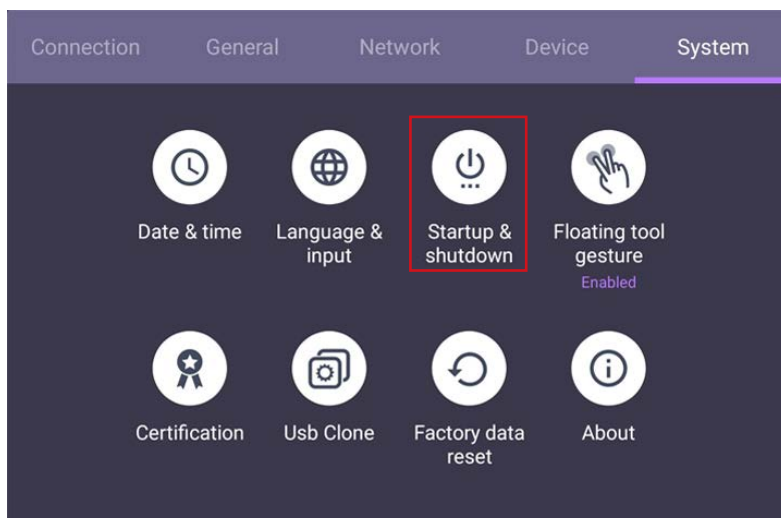 Connection General Network Device System
Date & time
Language &
input
Startup &
shutdown
Floating tool
gesture
Enabled
Certification
Usb Clone
Factory data
reset
About